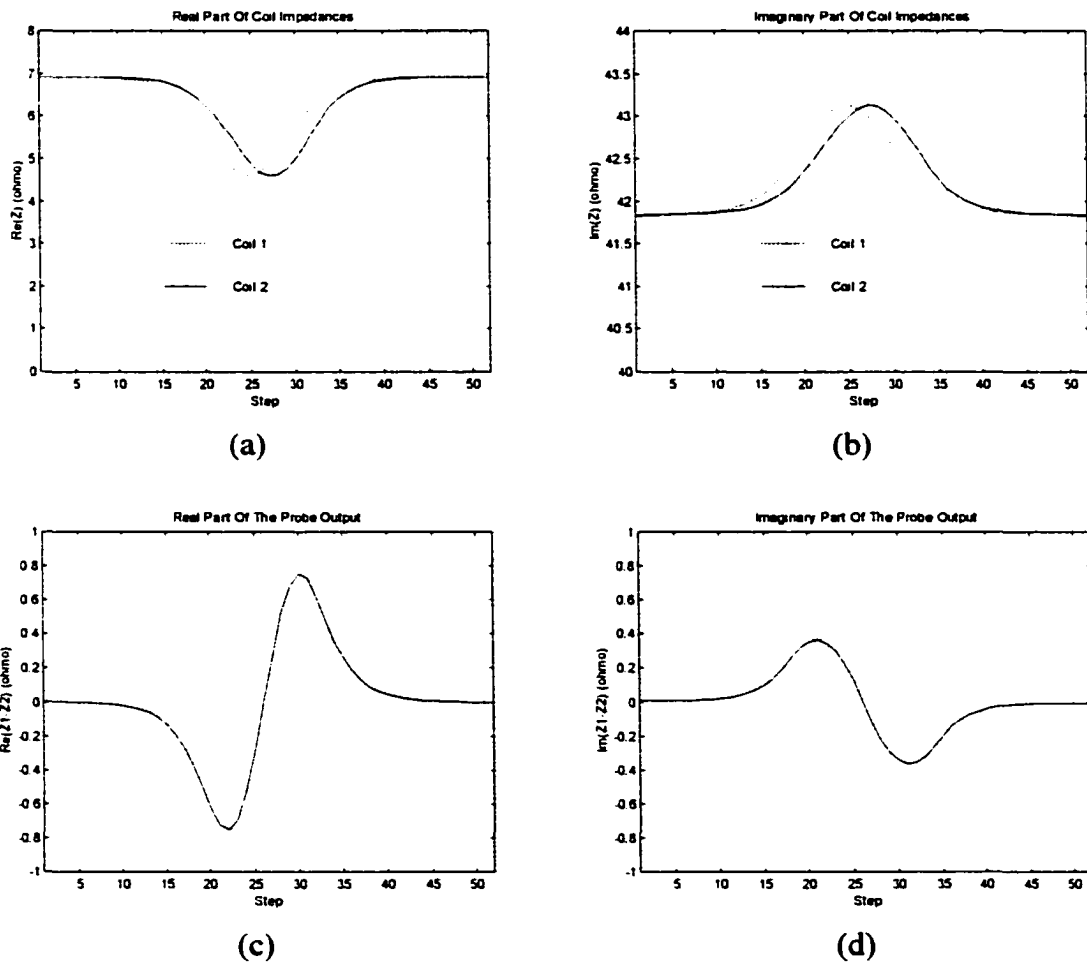 Real Part Of Coil Impedances
8
7
6
5
4
3
2
1
0
Re(Z) (ohmo)
Coil 1
Coil 2
5 10 15 20 25 30 35 40 45 50
Step
(a)
Imaginary Part Of Coil Impedances
44
43.5
43
42.5
42
41.5
41
40.5
40
Im(Z) (ohmo)
Coil 1
Coil 2
5 10 15 20 25 30 35 40 45 50
Step
(b)
Real Part Of The Probe Output
1
0.8
0.6
0.4
0.2
0
-0.2
-0.4
-0.6
-0.8
-1
Re(Z1-Z2) (ohmo)
5 10 15 20 25 30 35 40 45 50
Step
(c)
Imaginary Part Of The Probe Output
1
0.8
0.6
0.4
0.2
0
-0.2
-0.4
-0.6
-0.8
-1
Im(Z1-Z2) (ohmo)
5 10 15 20 25 30 35 40 45 50
Step
(d)